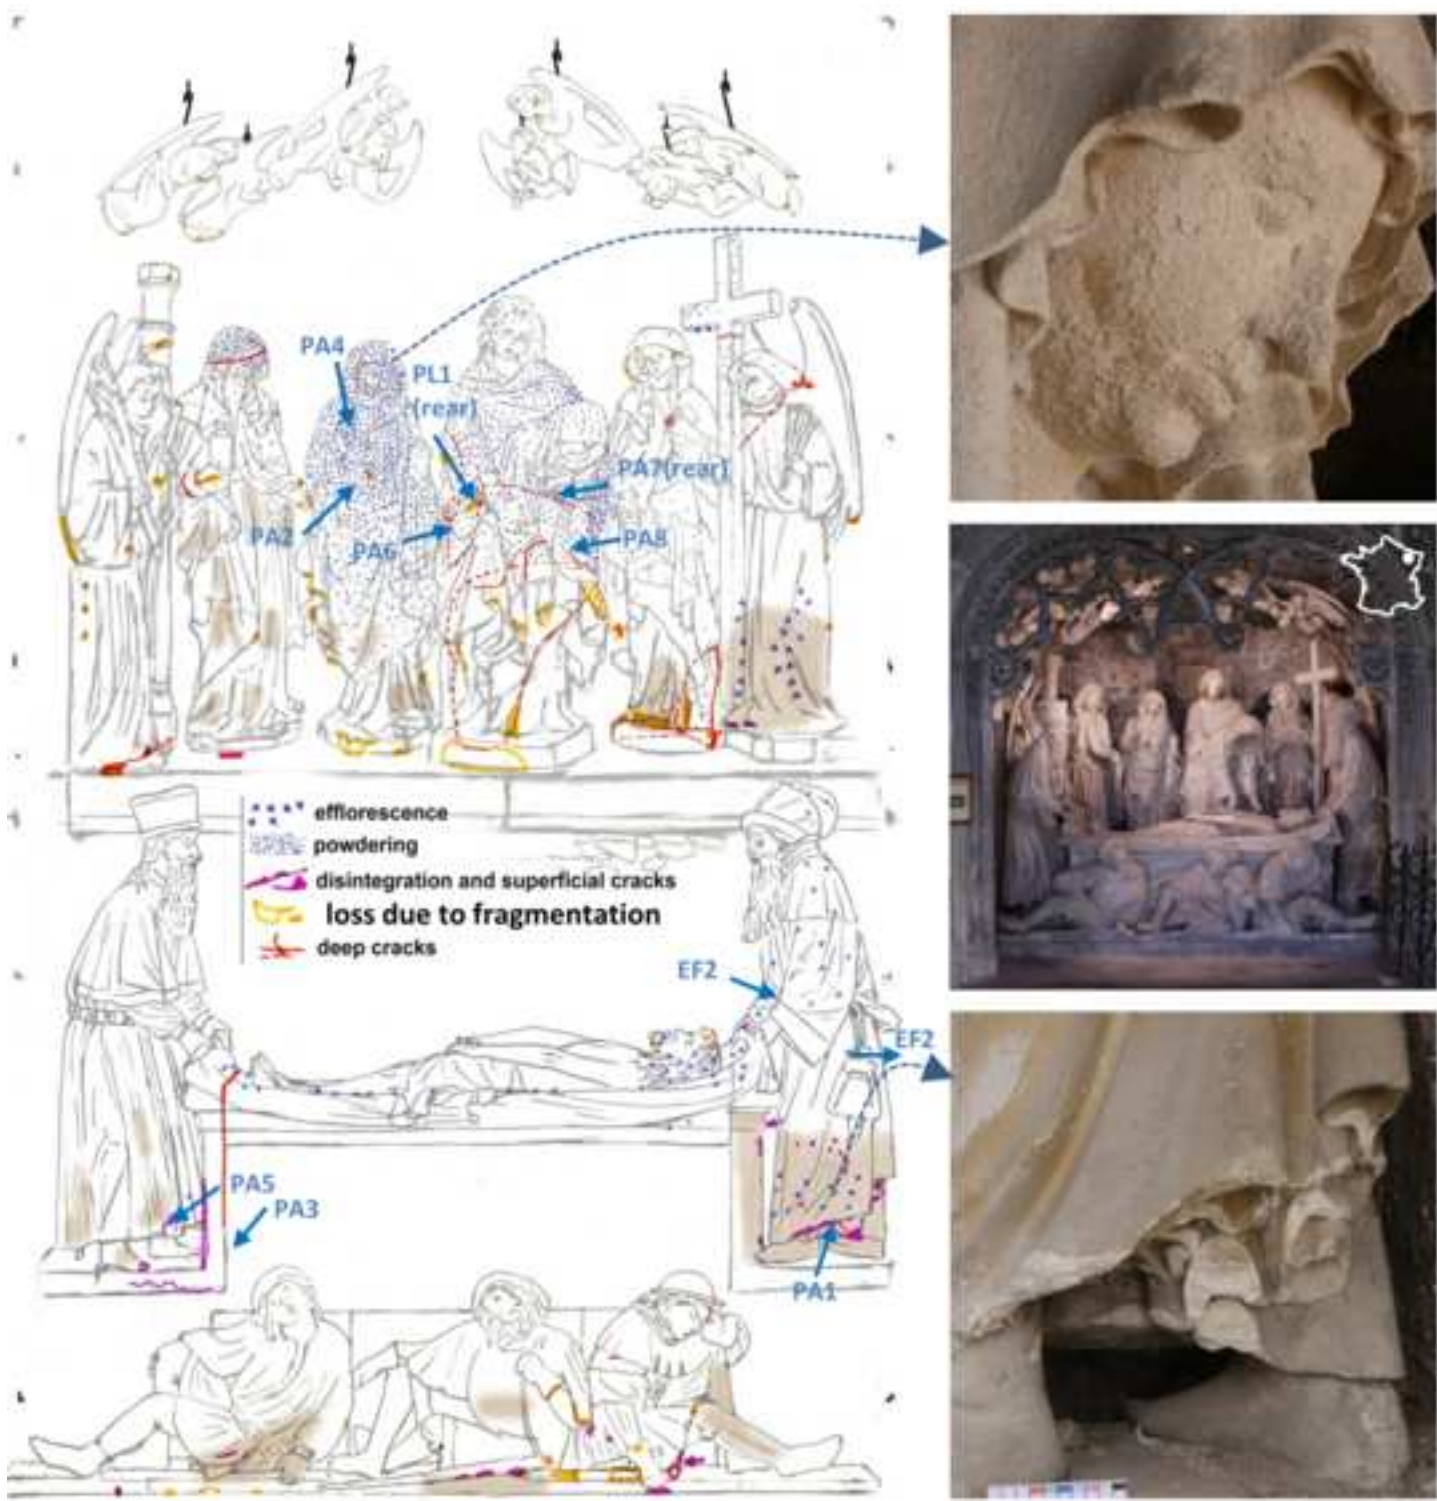 PA4
PL1
(rear)
PA7(rear)
PA2
PA6
PA8
efflorescence
powdering
disintegration and superficial cracks
loss due to fragmentation
deep cracks
EF2
EF2
PA5
PA3
PA1